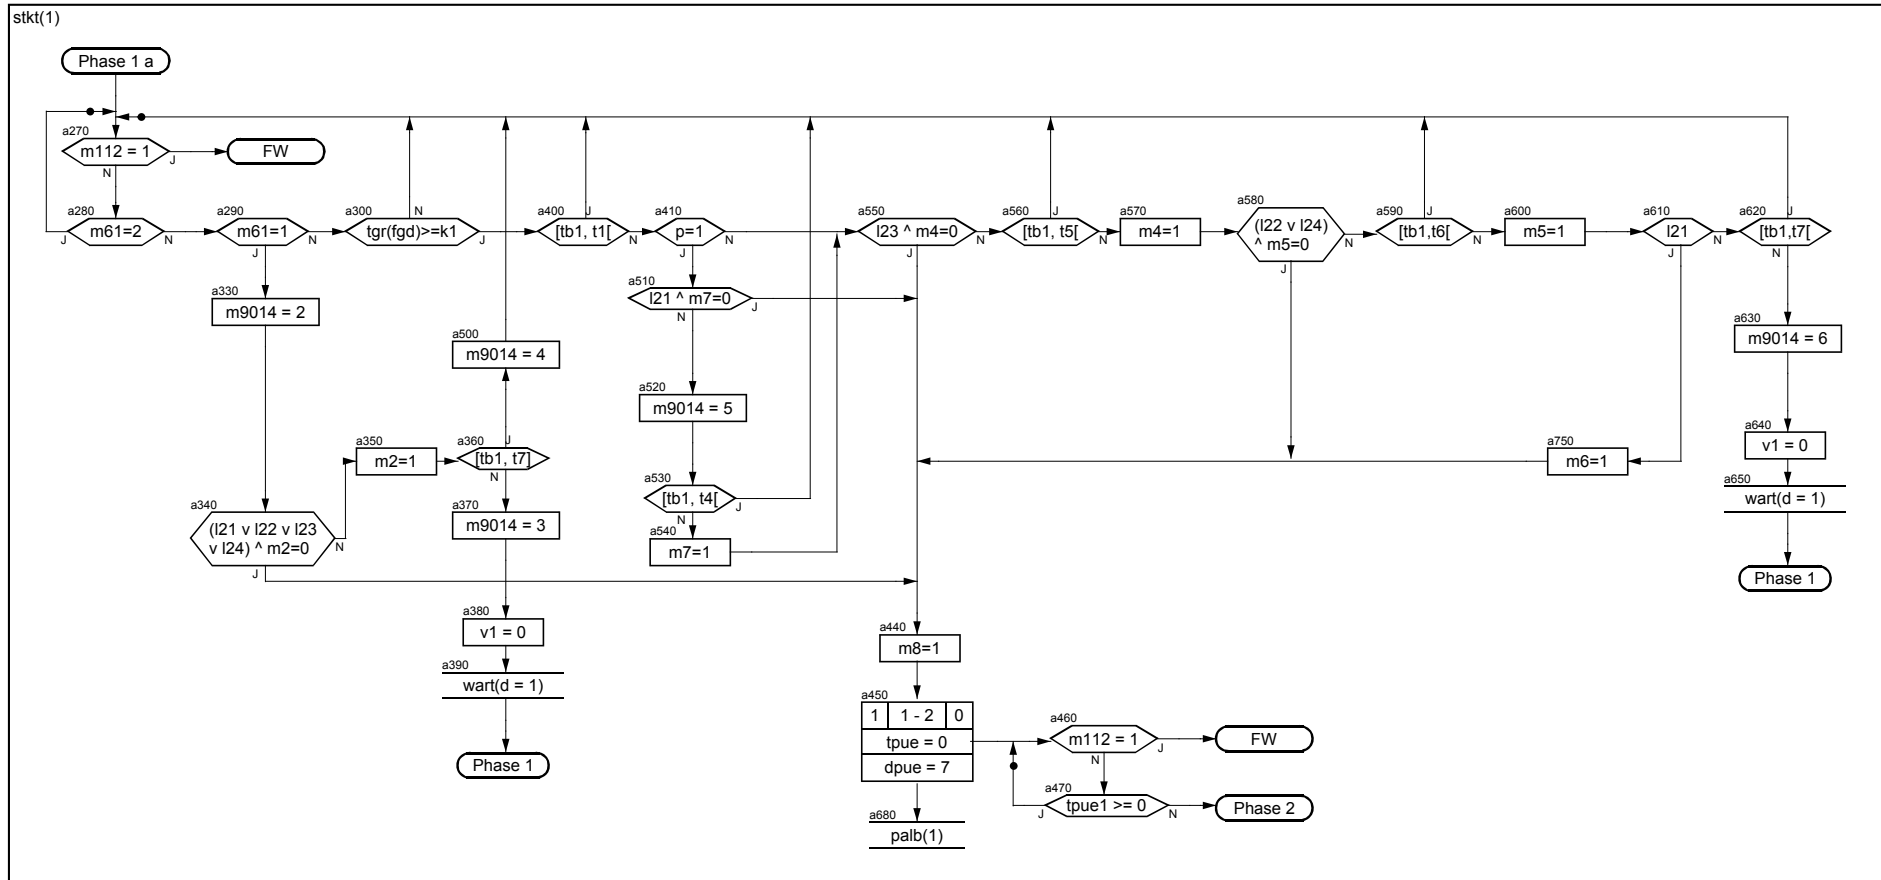 stkt(1)
Phase 1 a
a270
m112 = 1
J
N
FW
a280
m61=2
J
N
a290
m61=1
N
J
a300
N
tgr(fgd)>=k1
J
a400
J
[tb1, t1[
N
a410
p=1
N
J
a550
l23 ^ m4=0
N
J
a560
J
[tb1, t5[
N
a570
m4=1
a580
(l22 v l24)
^ m5=0
N
J
a590
J
[tb1,t6[
N
a600
m5=1
a610
l21
N
J
a620
J
[tb1,t7[
N
a330
m9014 = 2
a510
l21 ^ m7=0
J
N
a500
m9014 = 4
a630
m9014 = 6
a520
m9014 = 5
a350
m2=1
a360
J
[tb1, t7]
N
a640
v1 = 0
a750
m6=1
a530
[tb1, t4[
J
N
a650
wart(d = 1)
a340
(l21 v l22 v l23
v l24) ^ m2=0
N
J
a370
m9014 = 3
a540
m7=1
Phase 1
a380
v1 = 0
a390
wart(d = 1)
Phase 1
a440
m8=1
a450
1
1 - 2
0
tpue = 0
dpue = 7
a460
m112 = 1
J
N
FW
a470
tpue1 >= 0
J
N
Phase 2
a680
palb(1)